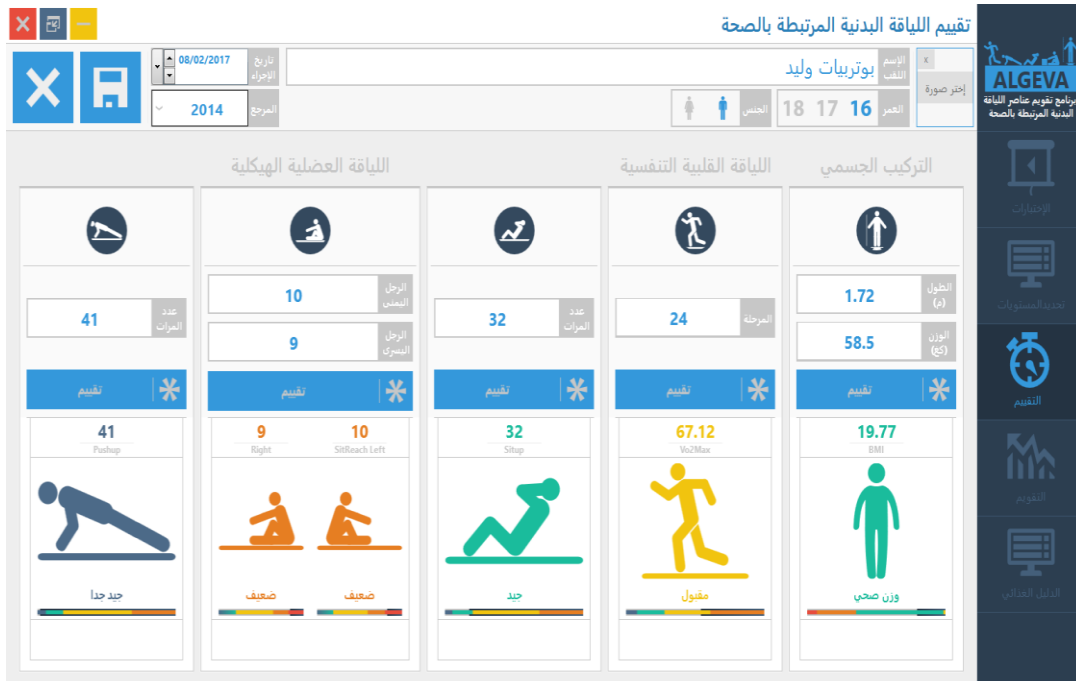 تقييم اللياقة البدنية المرتبطة بالصحة
ALGEVA
برنامج تقويم عناصر اللياقة
البدنية المرتبطة بالصحة
x
إختر صورة
الإسم
اللقب
بوتربيات وليد
تاريخ
الإجراء
08/02/2017
العمر
16 17 18
الجنس
المرجع
2014
الإختبارات
تحديد المستويات
التقييم
التقويم
الدليل الغذائي
التركيب الجسمي
اللياقة القلبية التنفسية
اللياقة العضلية الهيكلية
الطول
(م)
1.72
الوزن
(كغ)
58.5
تقييم
19.77
BMI
وزن صحي
المرحلة
24
تقييم
67.12
Vo2Max
مقبول
عدد
المرات
32
تقييم
32
Situp
جيد
الرجل
اليمنى
10
الرجل
اليسرى
9
تقييم
10
SitReach Left
9
Right
ضعيف
ضعيف
عدد
المرات
41
تقييم
41
Pushup
جيد جدا